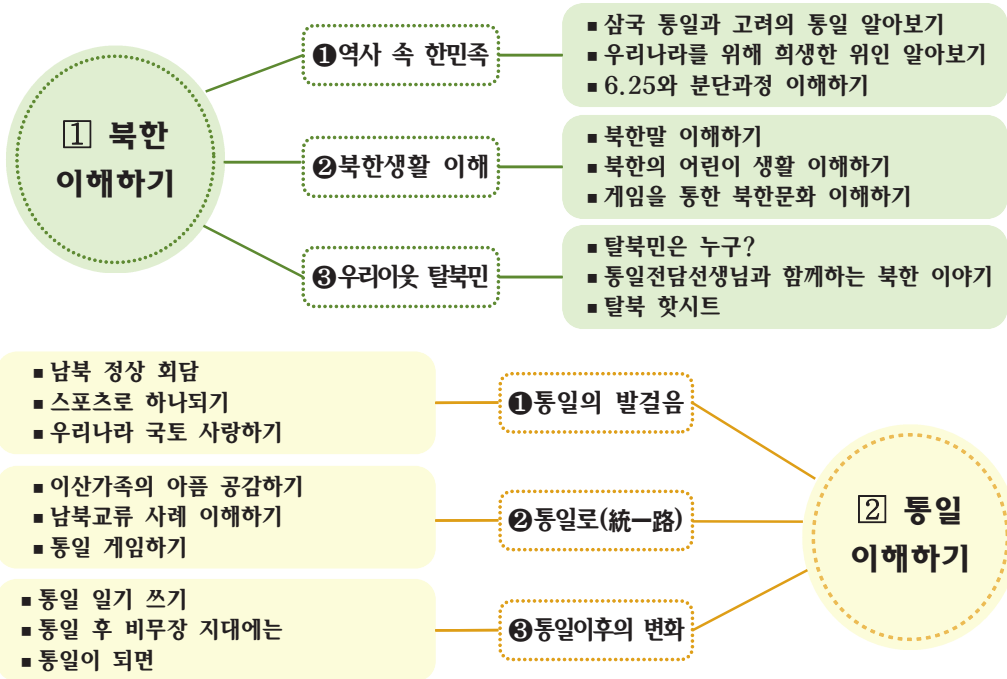 1 북한
이해하기
❶역사 속 한민족
▪ 삼국 통일과 고려의 통일 알아보기
▪ 우리나라를 위해 희생한 위인 알아보기
▪ 6.25와 분단과정 이해하기
❷북한생활 이해
▪ 북한말 이해하기
▪ 북한의 어린이 생활 이해하기
▪ 게임을 통한 북한문화 이해하기
❸우리이웃 탈북민
▪ 탈북민은 누구?
▪ 통일전담선생님과 함께하는 북한 이야기
▪ 탈북 핫시트
2 통일
이해하기
❶통일의 발걸음
▪ 남북 정상 회담
▪ 스포츠로 하나되기
▪ 우리나라 국토 사랑하기
❷통일로(統一路)
▪ 이산가족의 아픔 공감하기
▪ 남북교류 사례 이해하기
▪ 통일 게임하기
❸통일이후의 변화
▪ 통일 일기 쓰기
▪ 통일 후 비무장 지대에는
▪ 통일이 되면